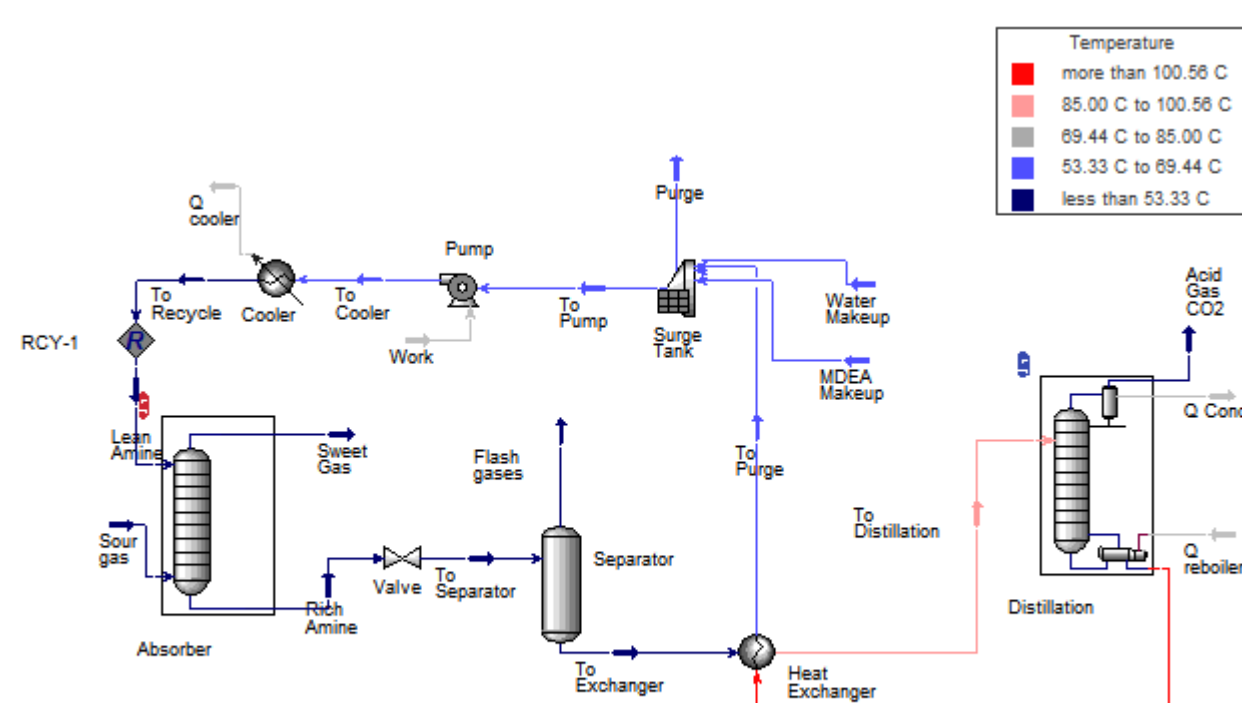 Temperature
more than 100.56 C
85.00 C to 100.56 C
69.44 C to 85.00 C
53.33 C to 69.44 C
less than 53.33 C
Purge
Q
cooler
Pump
Acid
Gas
CO2
To
Recycle
Cooler
To
Cooler
To
Pump
Surge
Tank
Water
Makeup
RCY-1
R
Work
MDEA
Makeup
Q Cond
Lean
Amine
Sweet
Gas
Flash
gases
To
Purge
To
Distillation
Sour
gas
Valve
To
Separator
Separator
Q
reboiler
Rich
Amine
Distillation
Absorber
To
Exchanger
Heat
Exchanger